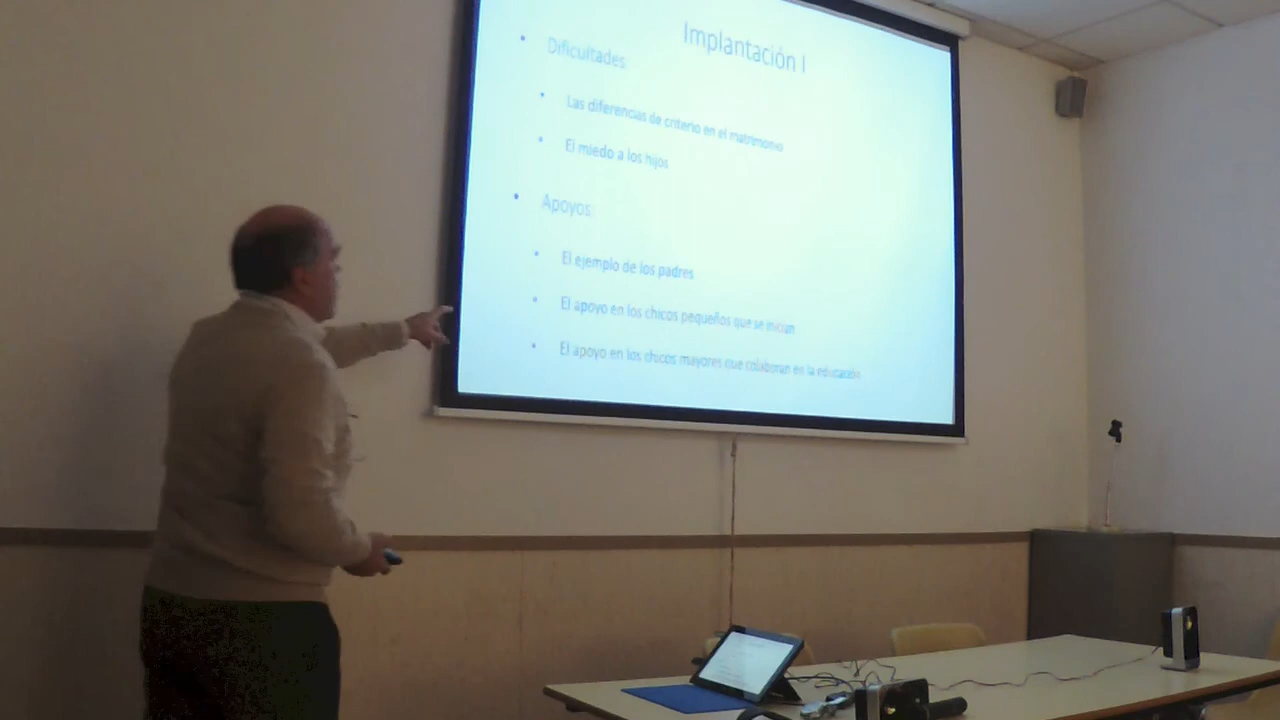 Implantación I
Dificultades:
Las diferencias de criterio en el matrimonio
El miedo a los hijos
Apoyos:
El ejemplo de los padres
El apoyo en los chicos pequeños que se inician
El apoyo en los chicos mayores que colaboran en la educación